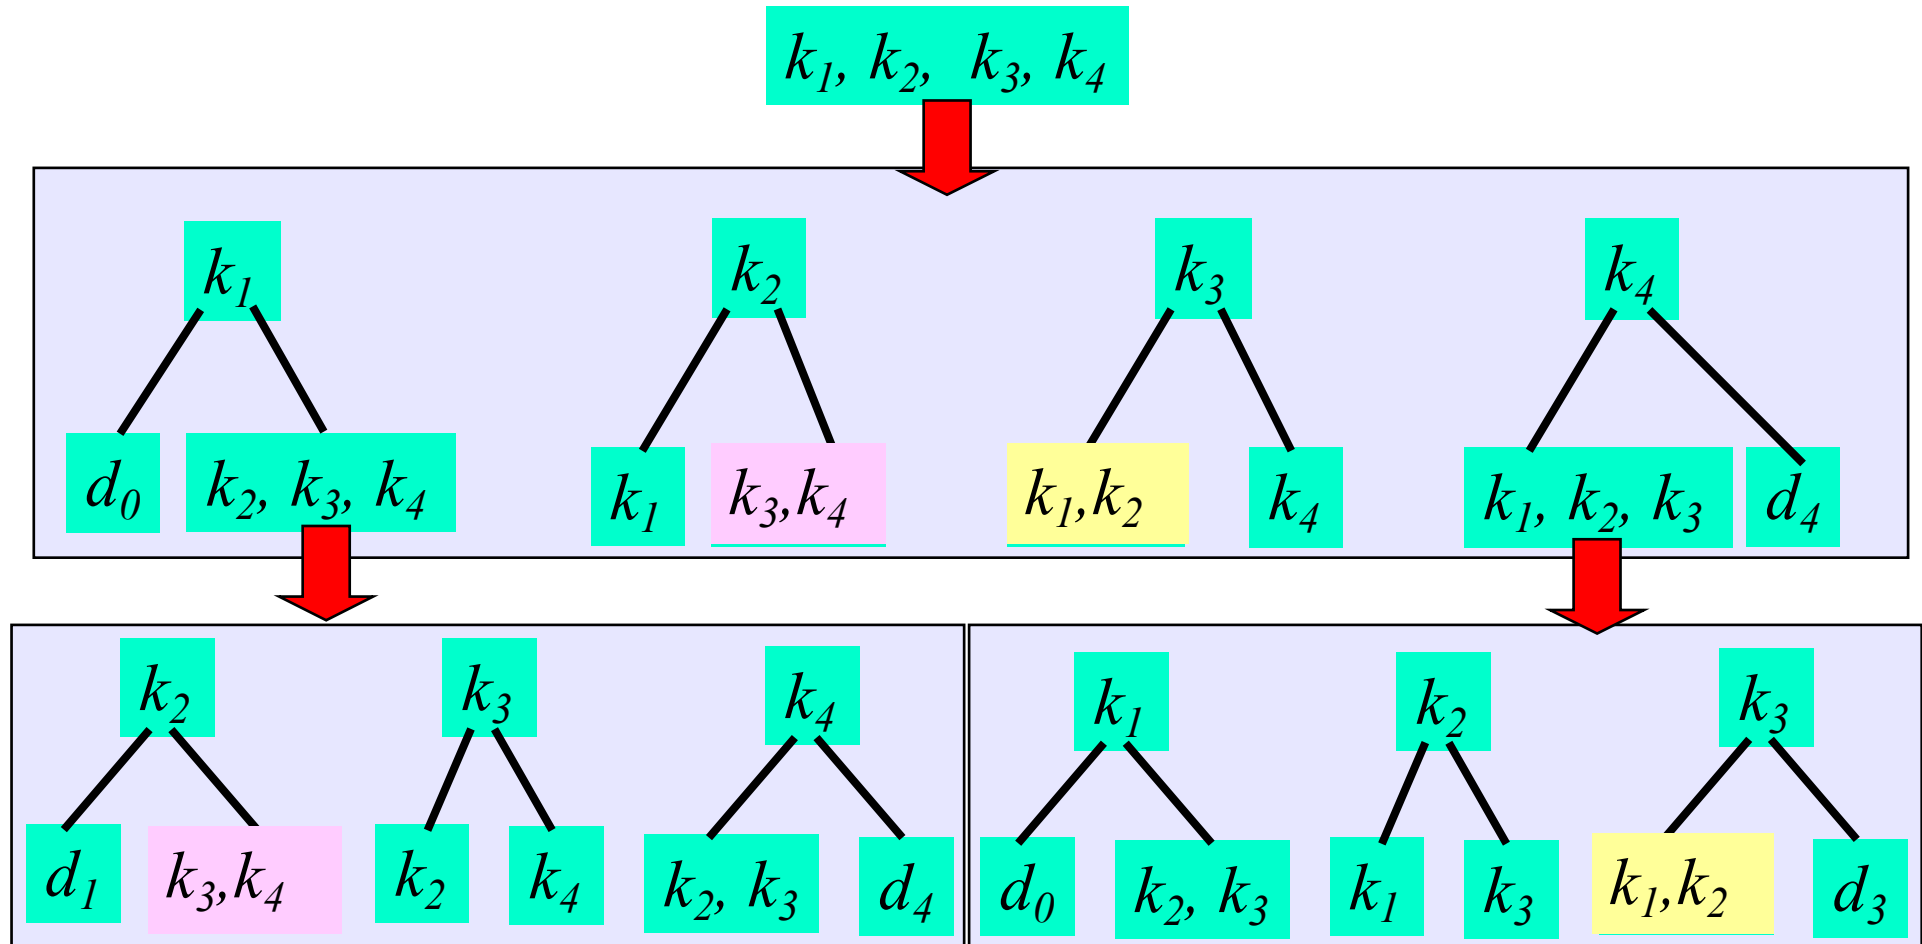 k₁, k₂, k₃, k₄
k₁ k₂ k₃ k₄
d₀ k₂, k₃, k₄ k₁ k₃,k₄ k₁,k₂ k₄ k₁, k₂, k₃ d₄
k₂ k₃ k₄ k₁ k₂ k₃
d₁ k₃,k₄ k₂ k₄ k₂, k₃ d₄ d₀ k₂, k₃ k₁ k₃ k₁,k₂ d₃